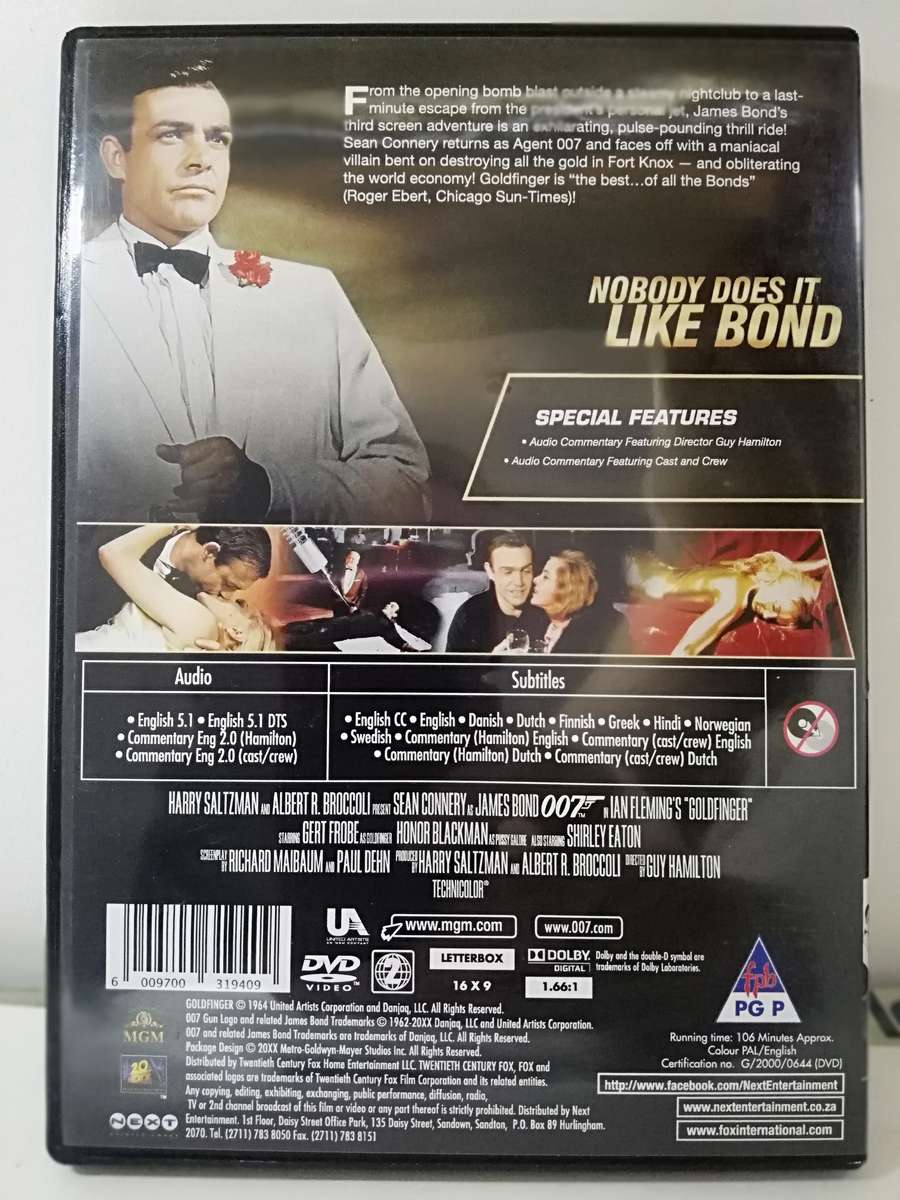 From the opening bomb blast outside a steamy nightclub to a last-
minute escape from the president's personal jet, James Bond's
third screen adventure is an exhilarating, pulse-pounding thrill ride!
Sean Connery returns as Agent 007 and faces off with a maniacal
villain bent on destroying all the gold in Fort Knox — and obliterating
the world economy! Goldfinger is “the best...of all the Bonds”
(Roger Ebert, Chicago Sun-Times)!
NOBODY DOES IT
LIKE BOND
SPECIAL FEATURES
• Audio Commentary Featuring Director Guy Hamilton
• Audio Commentary Featuring Cast and Crew
Audio
• English 5.1 • English 5.1 DTS
• Commentary Eng 2.0 (Hamilton)
• Commentary Eng 2.0 (cast/crew)
Subtitles
• English CC • English • Danish • Dutch • Finnish • Greek • Hindi • Norwegian
• Swedish • Commentary (Hamilton) English • Commentary (cast/crew) English
• Commentary (Hamilton) Dutch • Commentary (cast/crew) Dutch
HARRY SALTZMAN AND ALBERT R. BROCCOLI PRESENT SEAN CONNERY AS JAMES BOND 007™ IN IAN FLEMING'S "GOLDFINGER"
STARRING GERT FROBE AS GOLDFINGER HONOR BLACKMAN AS PUSSY GALORE ALSO STARRING SHIRLEY EATON
SCREENPLAY BY RICHARD MAIBAUM AND PAUL DEHN PRODUCED BY HARRY SALTZMAN AND ALBERT R. BROCCOLI DIRECTED BY GUY HAMILTON
TECHNICOLOR®
6 009700 319409
UA
UNITED ARTISTS
www.mgm.com
www.007.com
DVD
VIDEO™
2
LETTERBOX
16 X 9
DOLBY
DIGITAL
1.66:1
Dolby and the double-D symbol are
trademarks of Dolby Laboratories.
fpb
PG P
MGM
NEXT
GOLDFINGER © 1964 United Artists Corporation and Danjaq, LLC. All Rights Reserved.
007 Gun Logo and related James Bond Trademarks © 1962-20XX Danjaq, LLC and United Artists Corporation.
007 and related James Bond Trademarks are trademarks of Danjaq, LLC. All Rights Reserved.
Package Design © 20XX Metro-Goldwyn-Mayer Studios Inc. All Rights Reserved.
Distributed by Twentieth Century Fox Home Entertainment LLC. TWENTIETH CENTURY FOX, FOX and
associated logos are trademarks of Twentieth Century Fox Film Corporation and its related entities.
Any copying, editing, exhibiting, exchanging, public performance, diffusion, radio,
TV or 2nd channel broadcast of this film or video or any part thereof is strictly prohibited. Distributed by Next
Entertainment. 1st Floor, Daisy Street Office Park, 135 Daisy Street, Sandown, Sandton, P.O. Box 89 Hurlingham.
2070. Tel. (2711) 783 8050 Fax. (2711) 783 8151
Running time: 106 Minutes Approx.
Colour PAL/English
Certification no. G/2000/0644 (DVD)
http://www.facebook.com/NextEntertainment
www.nextentertainment.co.za
www.foxinternational.com